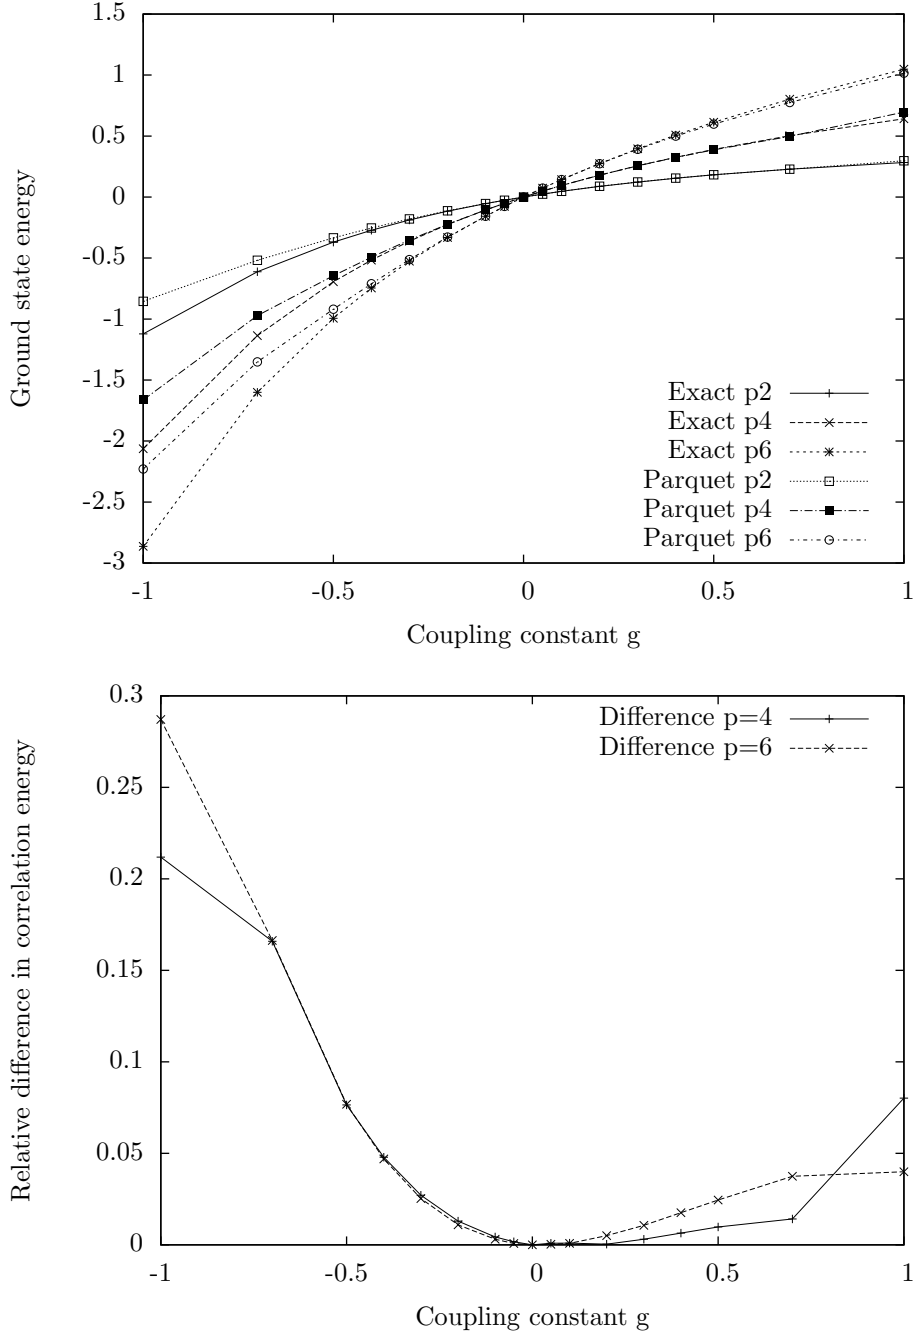 1.5
1
0.5
0
-0.5
-1
-1.5
-2
-2.5
-3
-1
-0.5
0
0.5
1
Ground state energy
Coupling constant g
Exact p2
Exact p4
Exact p6
Parquet p2
Parquet p4
Parquet p6
0.3
0.25
0.2
0.15
0.1
0.05
0
-1
-0.5
0
0.5
1
Relative difference in correlation energy
Coupling constant g
Difference p=4
Difference p=6